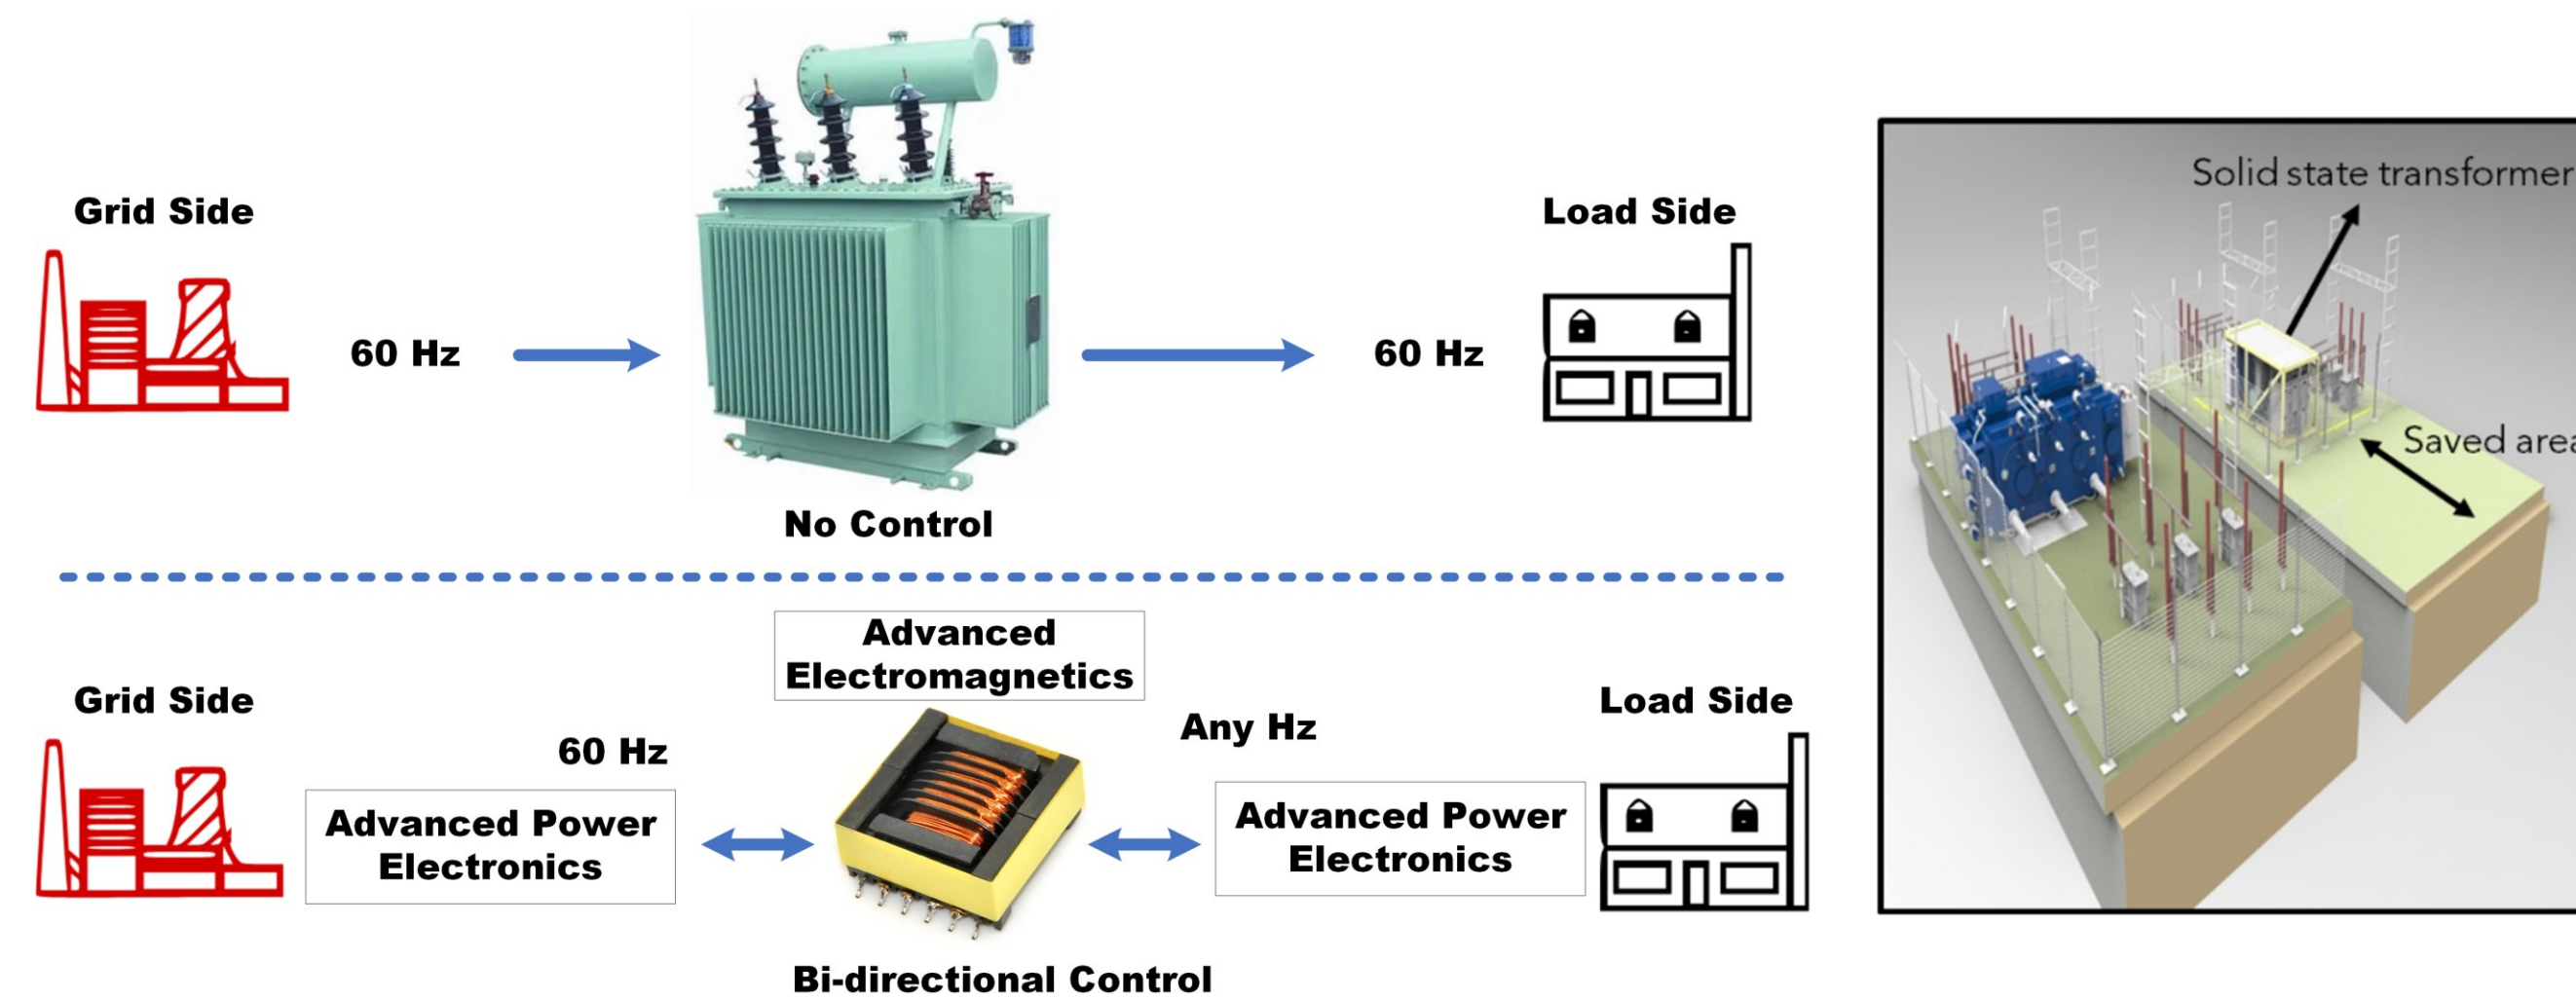 Grid Side
60 Hz
60 Hz
Load Side
No Control
Solid state transformer
Saved area
Advanced
Electromagnetics
Grid Side
60 Hz
Any Hz
Load Side
Advanced Power
Electronics
Advanced Power
Electronics
Bi-directional Control